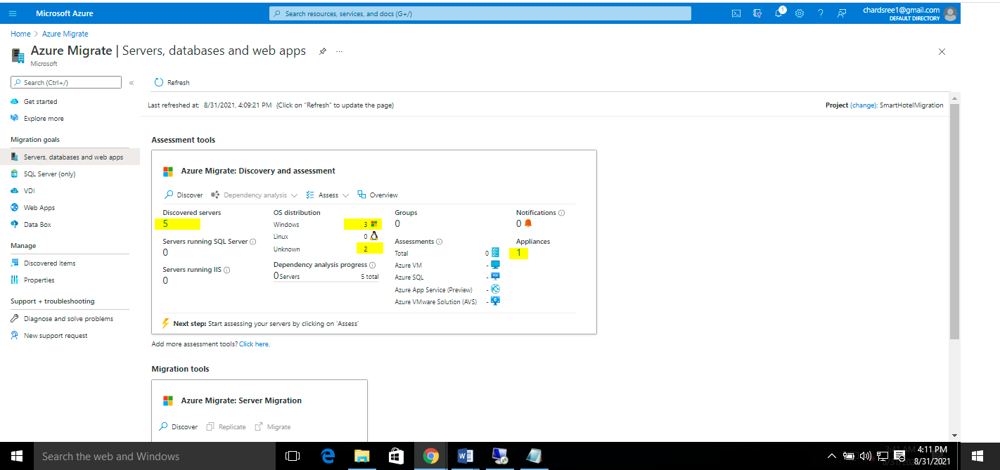 Microsoft Azure
Search resources, services, and docs (G+/)
1
chardsree1@gmail.com
DEFAULT DIRECTORY
Home > Azure Migrate
Azure Migrate | Servers, databases and web apps
Microsoft
Search (Ctrl+/)
Get started
Explore more
Migration goals
Servers, databases and web apps
SQL Server (only)
VDI
Web Apps
Data Box
Manage
Discovered items
Properties
Support + troubleshooting
Diagnose and solve problems
New support request
Refresh
Last refreshed at: 8/31/2021, 4:09:21 PM (Click on "Refresh" to update the page)
Project (change): SmartHotelMigration
Assessment tools
Azure Migrate: Discovery and assessment
Discover Dependency analysis Assess Overview
Discovered servers
5
Servers running SQL Server
0
Servers running IIS
0
OS distribution
Windows 3
Linux 0
Unknown 2
Dependency analysis progress
0 Servers 5 total
Groups
0
Assessments
Total 0
Azure VM -
Azure SQL -
Azure App Service (Preview) -
Azure VMware Solution (AVS) -
Notifications
0
Appliances
1
Next step: Start assessing your servers by clicking on 'Assess'
Add more assessment tools? Click here.
Migration tools
Azure Migrate: Server Migration
Discover Replicate Migrate
Search the web and Windows
4:11 PM
8/31/2021